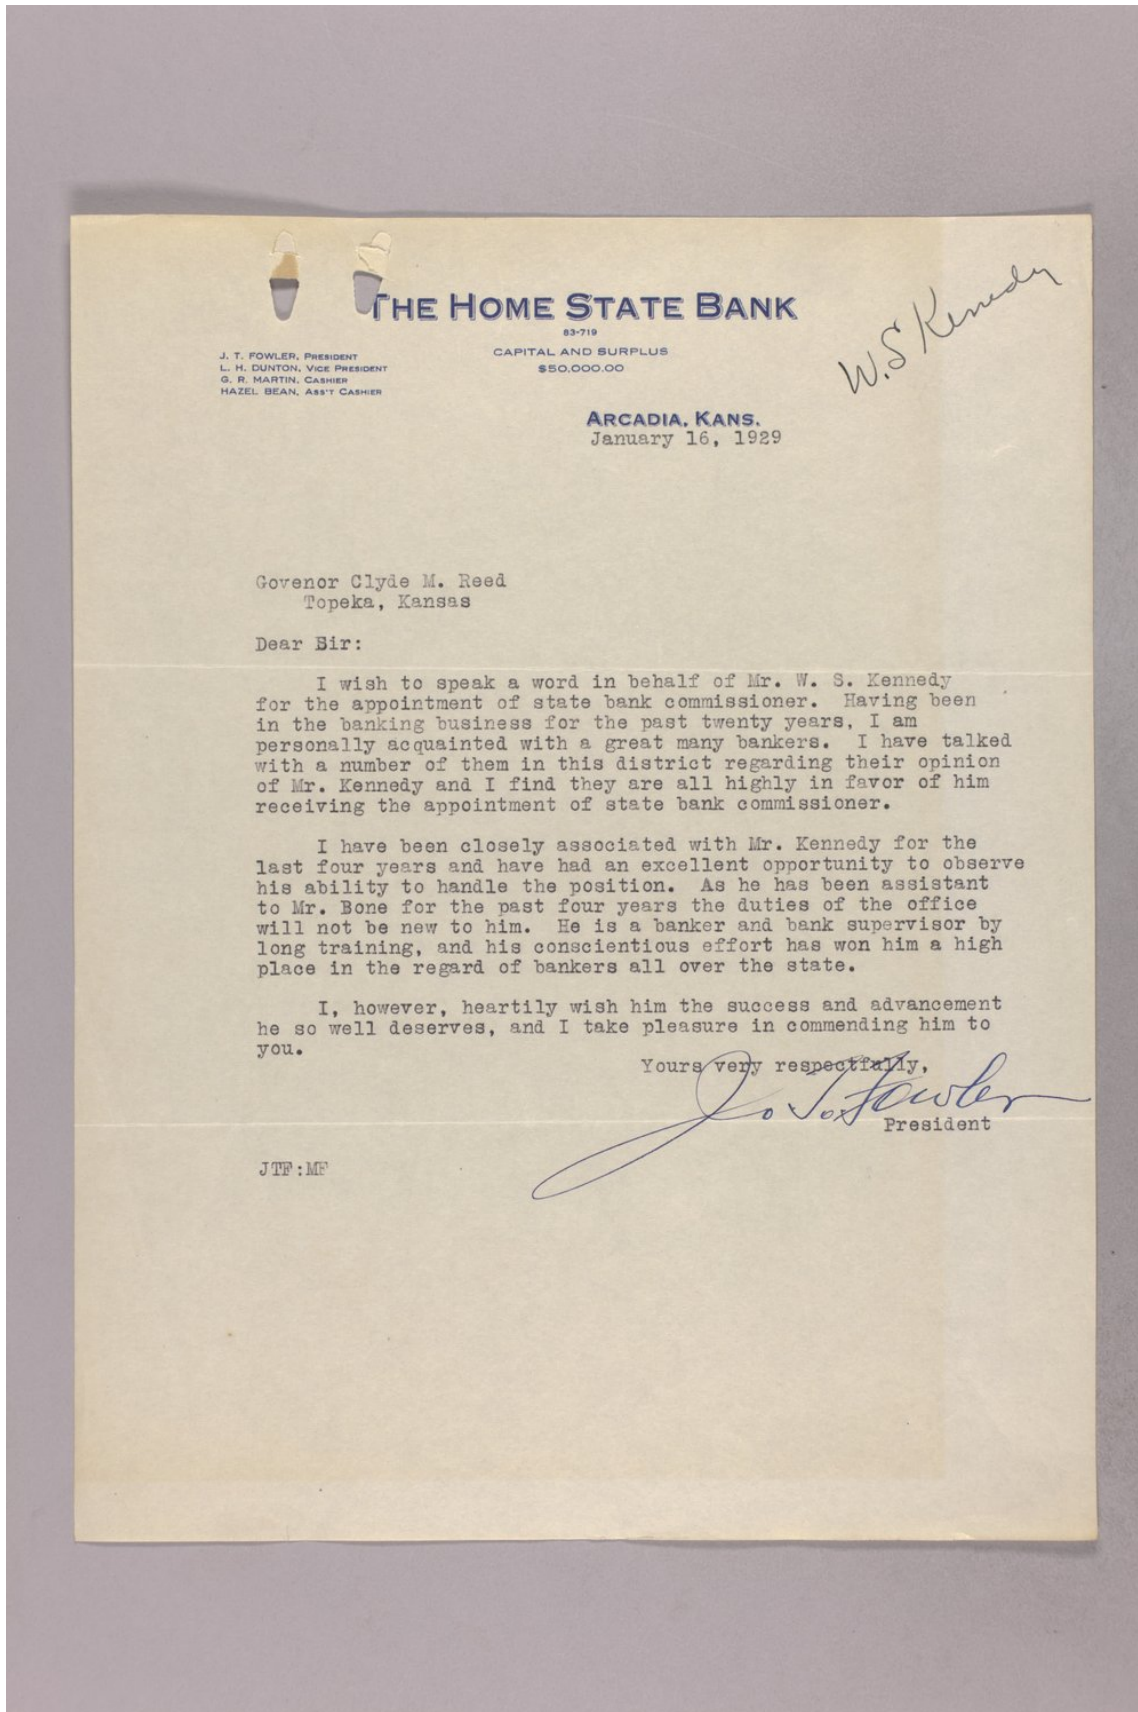 W. S Kennedy
THE HOME STATE BANK
83-719
CAPITAL AND SURPLUS
$50,000.00
J. T. FOWLER, PRESIDENT
L. H. DUNTON, VICE PRESIDENT
G. R. MARTIN, CASHIER
HAZEL BEAN, ASS'T CASHIER
ARCADIA, KANS.
January 16, 1929
Govenor Clyde M. Reed
Topeka, Kansas
Dear Sir:
I wish to speak a word in behalf of Mr. W. S. Kennedy
for the appointment of state bank commissioner. Having been
in the banking business for the past twenty years, I am
personally acquainted with a great many bankers. I have talked
with a number of them in this district regarding their opinion
of Mr. Kennedy and I find they are all highly in favor of him
receiving the appointment of state bank commissioner.
I have been closely associated with Mr. Kennedy for the
last four years and have had an excellent opportunity to observe
his ability to handle the position. As he has been assistant
to Mr. Bone for the past four years the duties of the office
will not be new to him. He is a banker and bank supervisor by
long training, and his conscientious effort has won him a high
place in the regard of bankers all over the state.
I, however, heartily wish him the success and advancement
he so well deserves, and I take pleasure in commending him to
you.
Yours very respectfully,
J. T. Fowler
President
JTF:MF